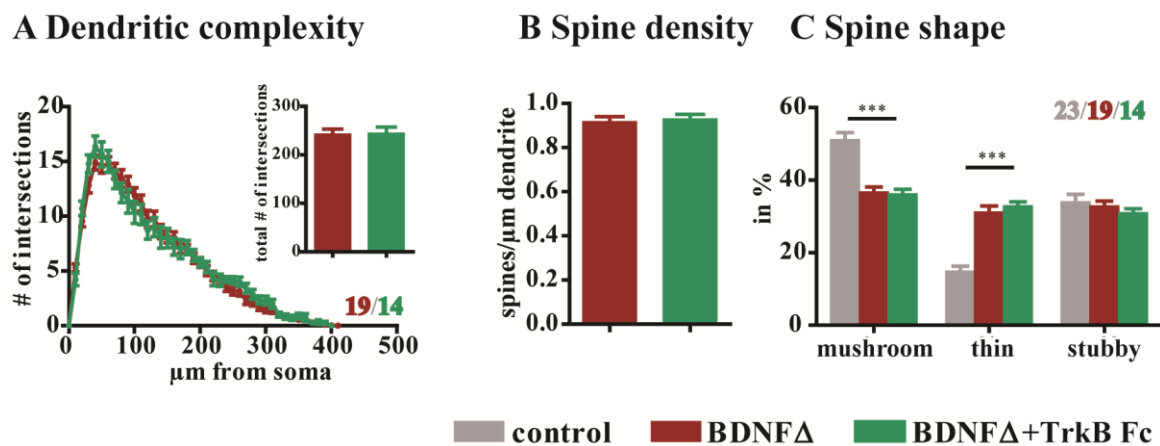 A Dendritic complexity
B Spine density
C Spine shape
# of intersections
20
15
10
5
0
0 100 200 300 400 500
µm from soma
total # of intersections
300
200
100
0
19/14
spines/µm dendrite
1.0
0.8
0.6
0.4
0.2
0.0
in %
60
40
20
0
***
***
23/19/14
mushroom thin stubby
control BDNFΔ BDNFΔ+TrkB Fc